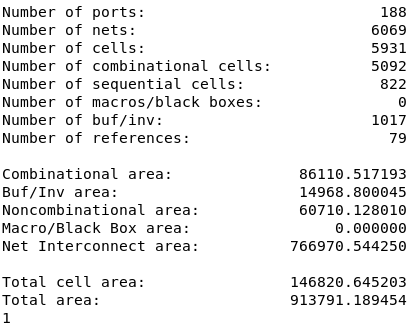 Number of ports: 188
Number of nets: 6069
Number of cells: 5931
Number of combinational cells: 5092
Number of sequential cells: 822
Number of macros/black boxes: 0
Number of buf/inv: 1017
Number of references: 79
Combinational area: 86110.517193
Buf/Inv area: 14968.800045
Noncombinational area: 60710.128010
Macro/Black Box area: 0.000000
Net Interconnect area: 766970.544250
Total cell area: 146820.645203
Total area: 913791.189454
1